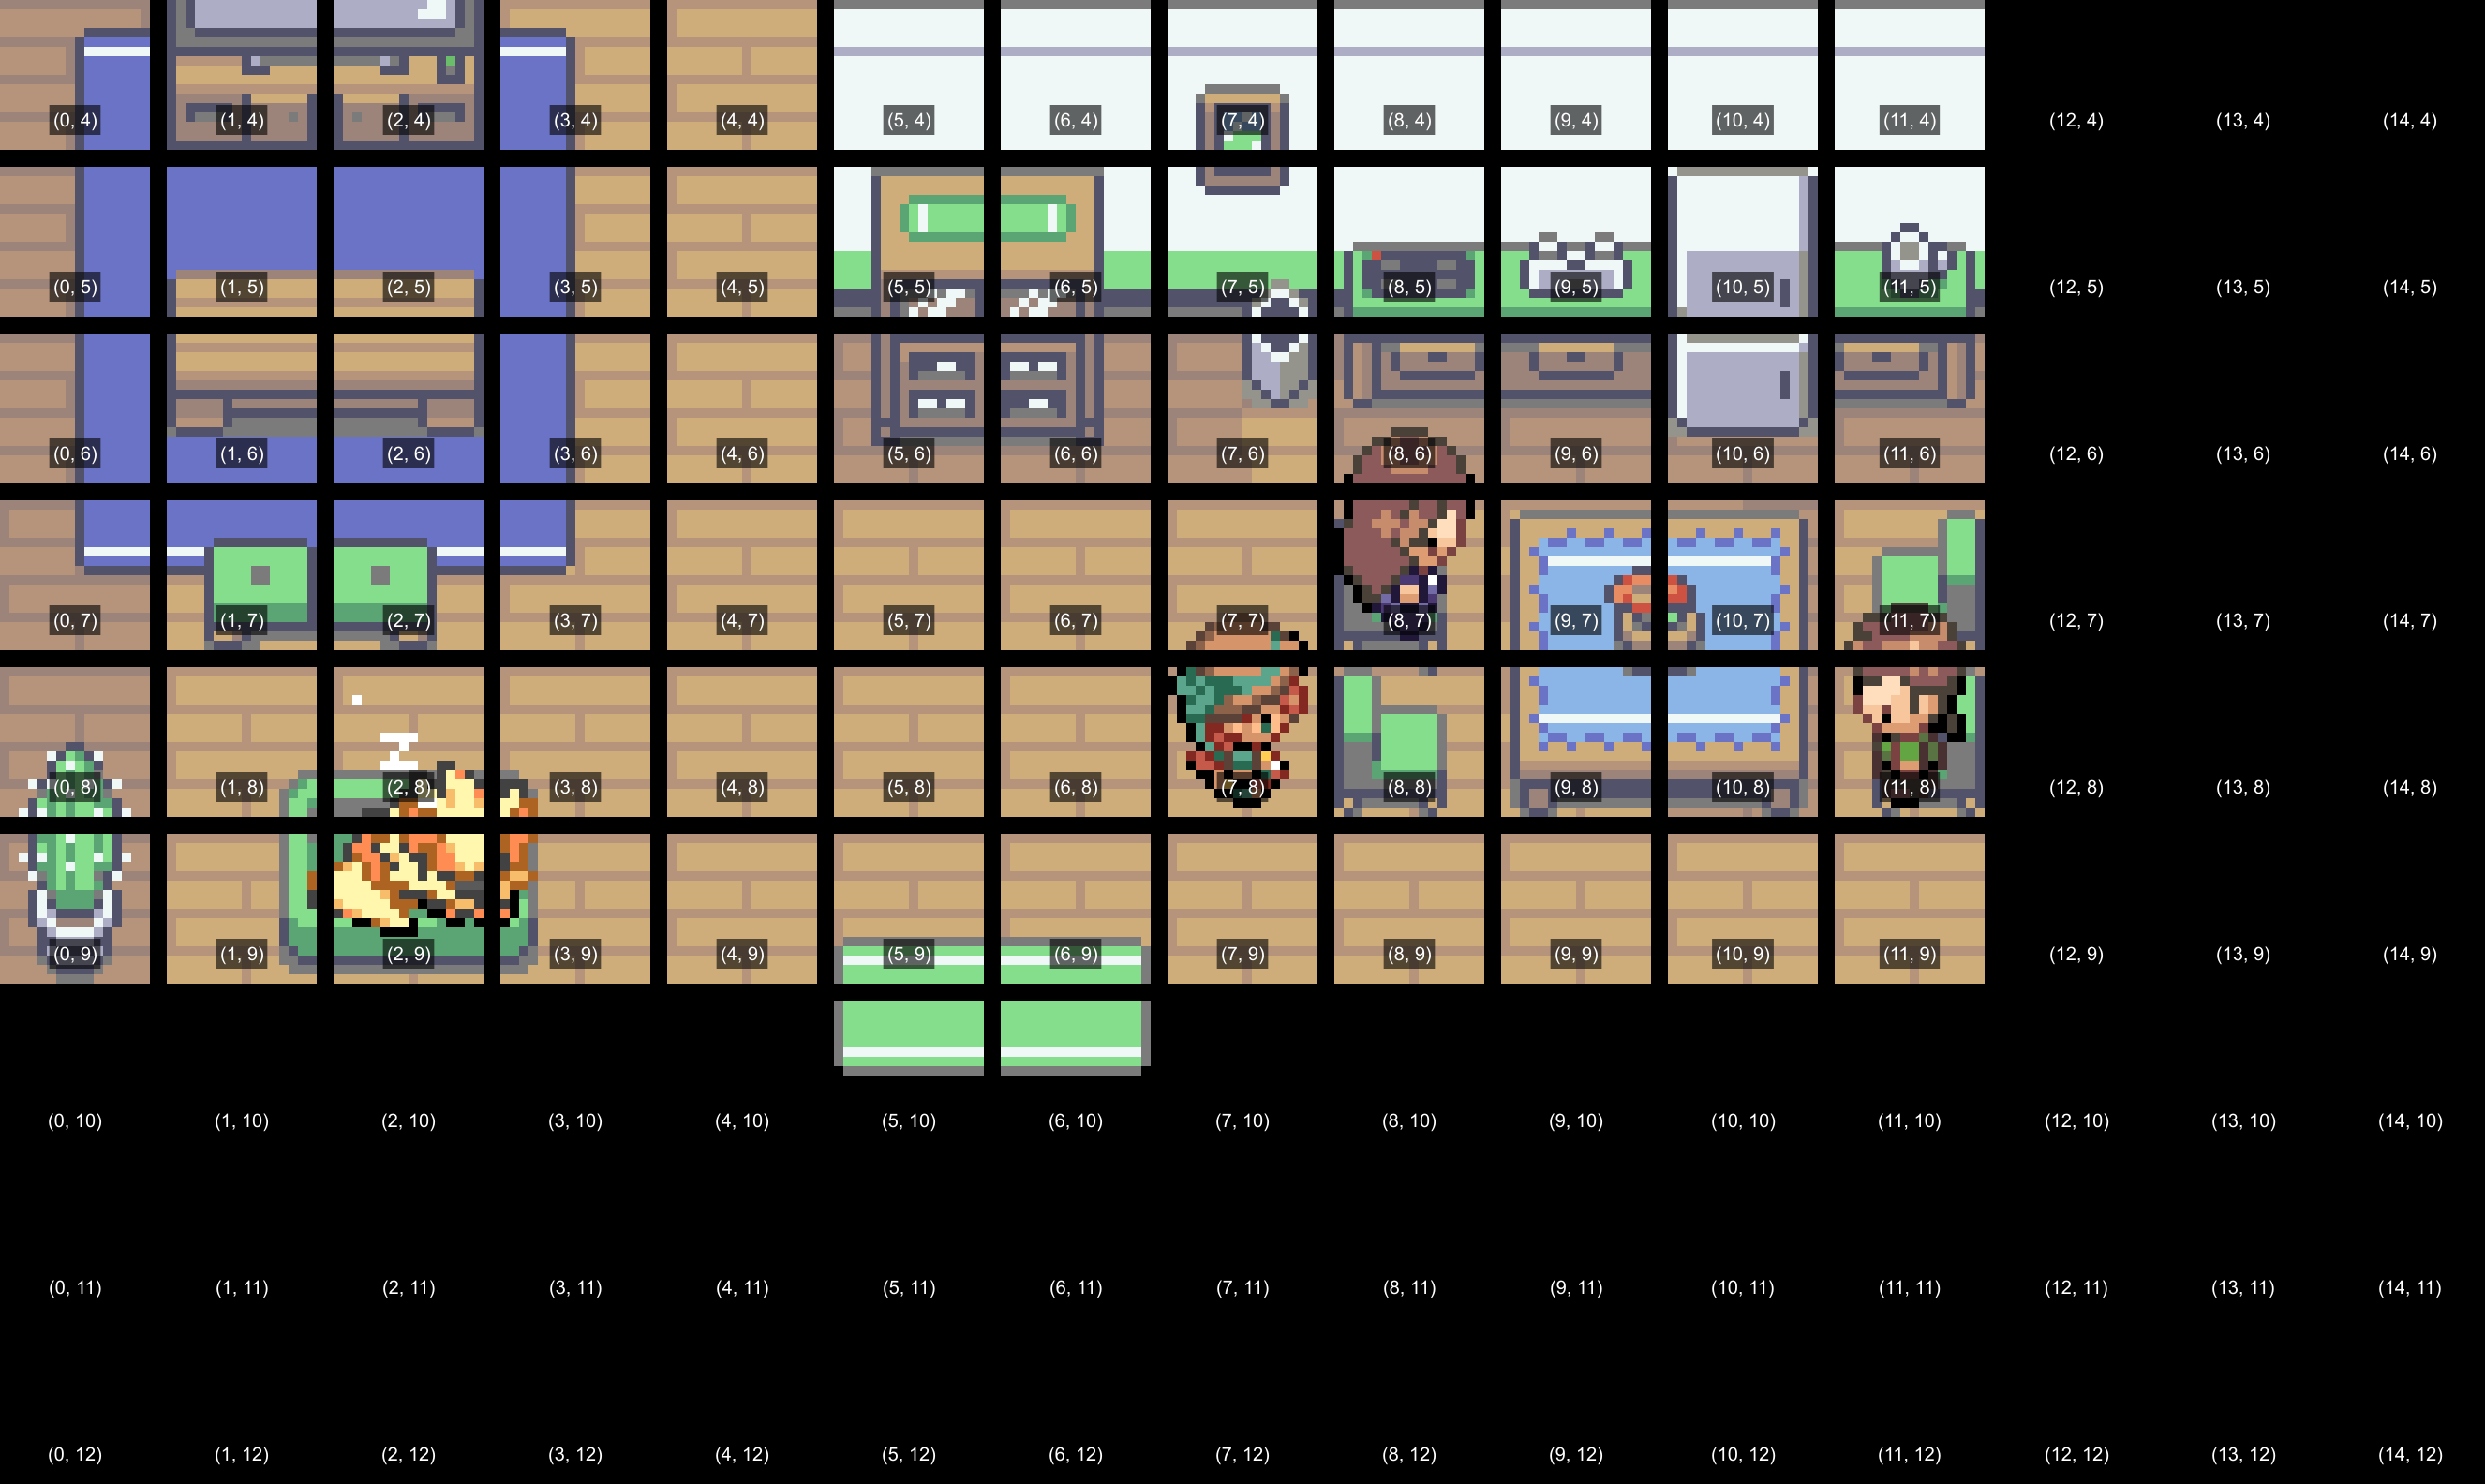 (0, 4) (1, 4) (2, 4) (3, 4) (4, 4) (5, 4) (6, 4) (7, 4) (8, 4) (9, 4) (10, 4) (11, 4) (12, 4) (13, 4) (14, 4)
(0, 5) (1, 5) (2, 5) (3, 5) (4, 5) (5, 5) (6, 5) (7, 5) (8, 5) (9, 5) (10, 5) (11, 5) (12, 5) (13, 5) (14, 5)
(0, 6) (1, 6) (2, 6) (3, 6) (4, 6) (5, 6) (6, 6) (7, 6) (8, 6) (9, 6) (10, 6) (11, 6) (12, 6) (13, 6) (14, 6)
(0, 7) (1, 7) (2, 7) (3, 7) (4, 7) (5, 7) (6, 7) (7, 7) (8, 7) (9, 7) (10, 7) (11, 7) (12, 7) (13, 7) (14, 7)
(0, 8) (1, 8) (2, 8) (3, 8) (4, 8) (5, 8) (6, 8) (7, 8) (8, 8) (9, 8) (10, 8) (11, 8) (12, 8) (13, 8) (14, 8)
(0, 9) (1, 9) (2, 9) (3, 9) (4, 9) (5, 9) (6, 9) (7, 9) (8, 9) (9, 9) (10, 9) (11, 9) (12, 9) (13, 9) (14, 9)
(0, 10) (1, 10) (2, 10) (3, 10) (4, 10) (5, 10) (6, 10) (7, 10) (8, 10) (9, 10) (10, 10) (11, 10) (12, 10) (13, 10) (14, 10)
(0, 11) (1, 11) (2, 11) (3, 11) (4, 11) (5, 11) (6, 11) (7, 11) (8, 11) (9, 11) (10, 11) (11, 11) (12, 11) (13, 11) (14, 11)
(0, 12) (1, 12) (2, 12) (3, 12) (4, 12) (5, 12) (6, 12) (7, 12) (8, 12) (9, 12) (10, 12) (11, 12) (12, 12) (13, 12) (14, 12)